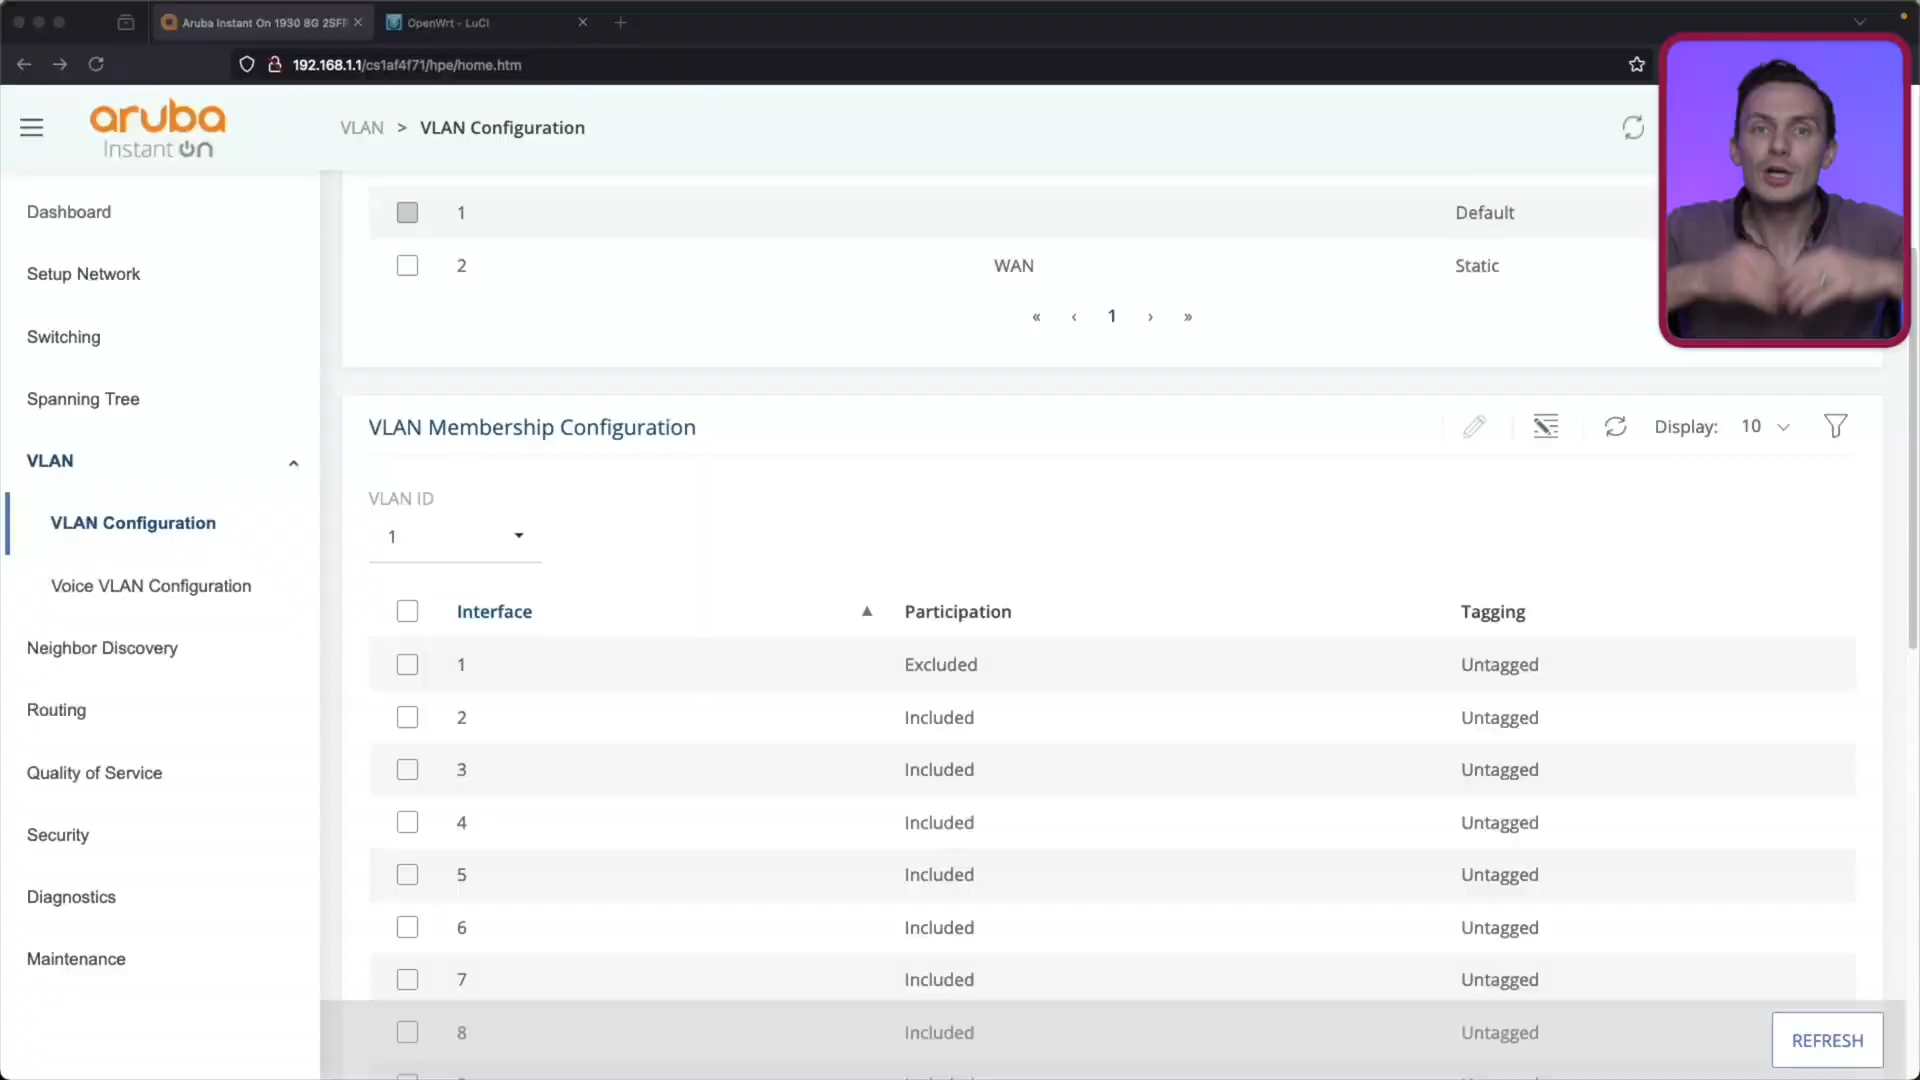 Aruba Instant On 1930 8G 2SFP
OpenWrt - LuCI
192.168.1.1/cs1af4f71/hpe/home.htm
aruba
Instant On
VLAN > VLAN Configuration
Dashboard
Setup Network
Switching
Spanning Tree
VLAN
VLAN Configuration
Voice VLAN Configuration
Neighbor Discovery
Routing
Quality of Service
Security
Diagnostics
Maintenance
1 Default
2 WAN Static
« ‹ 1 › »
VLAN Membership Configuration
Display: 10
VLAN ID
1
Interface ▲ Participation Tagging
1 Excluded Untagged
2 Included Untagged
3 Included Untagged
4 Included Untagged
5 Included Untagged
6 Included Untagged
7 Included Untagged
8 Included Untagged
REFRESH